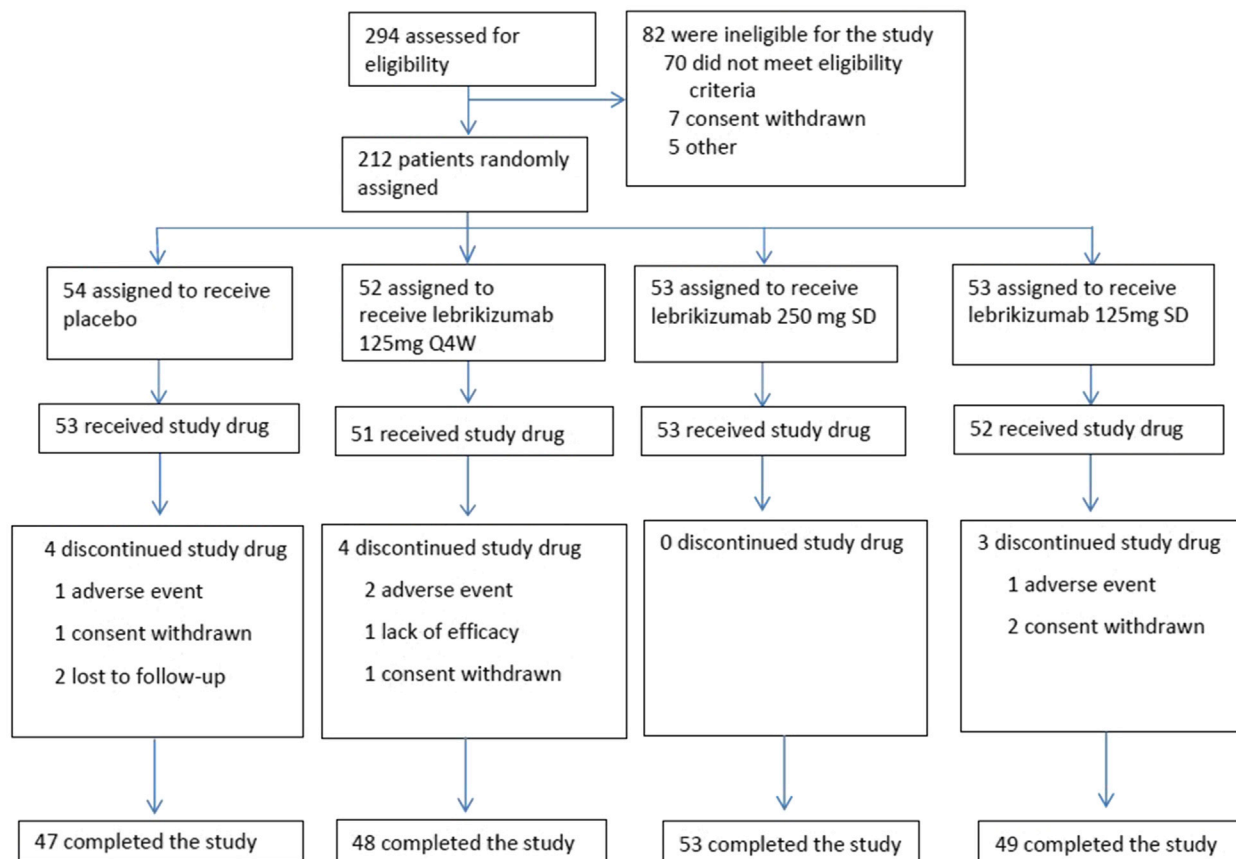 294 assessed for
eligibility
82 were ineligible for the study
70 did not meet eligibility
criteria
7 consent withdrawn
5 other
212 patients randomly
assigned
54 assigned to receive
placebo
52 assigned to
receive lebrikizumab
125mg Q4W
53 assigned to receive
lebrikizumab 250 mg SD
53 assigned to receive
lebrikizumab 125mg SD
53 received study drug
51 received study drug
53 received study drug
52 received study drug
4 discontinued study drug
1 adverse event
1 consent withdrawn
2 lost to follow-up
4 discontinued study drug
2 adverse event
1 lack of efficacy
1 consent withdrawn
0 discontinued study drug
3 discontinued study drug
1 adverse event
2 consent withdrawn
47 completed the study
48 completed the study
53 completed the study
49 completed the study